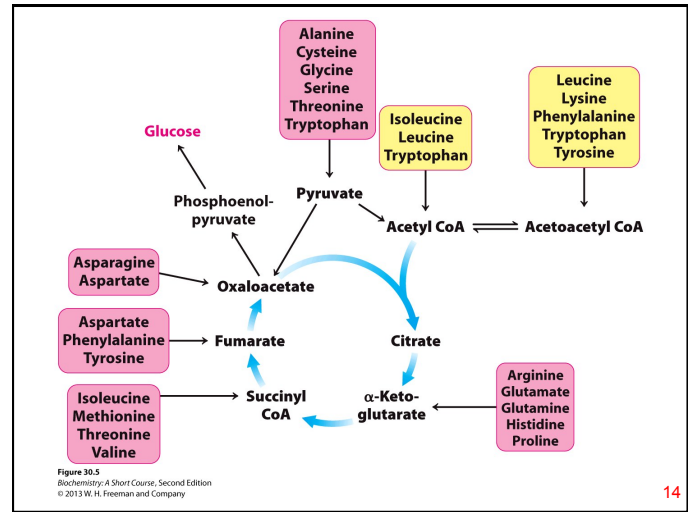 Alanine
Cysteine
Glycine
Serine
Threonine
Tryptophan
Isoleucine
Leucine
Tryptophan
Leucine
Lysine
Phenylalanine
Tryptophan
Tyrosine
Glucose
Phosphoenol-
pyruvate
Pyruvate
Acetyl CoA
Acetoacetyl CoA
Asparagine
Aspartate
Oxaloacetate
Aspartate
Phenylalanine
Tyrosine
Fumarate
Citrate
Isoleucine
Methionine
Threonine
Valine
Succinyl
CoA
α-Keto-
glutarate
Arginine
Glutamate
Glutamine
Histidine
Proline
Figure 30.5
Biochemistry: A Short Course, Second Edition
© 2013 W. H. Freeman and Company
14